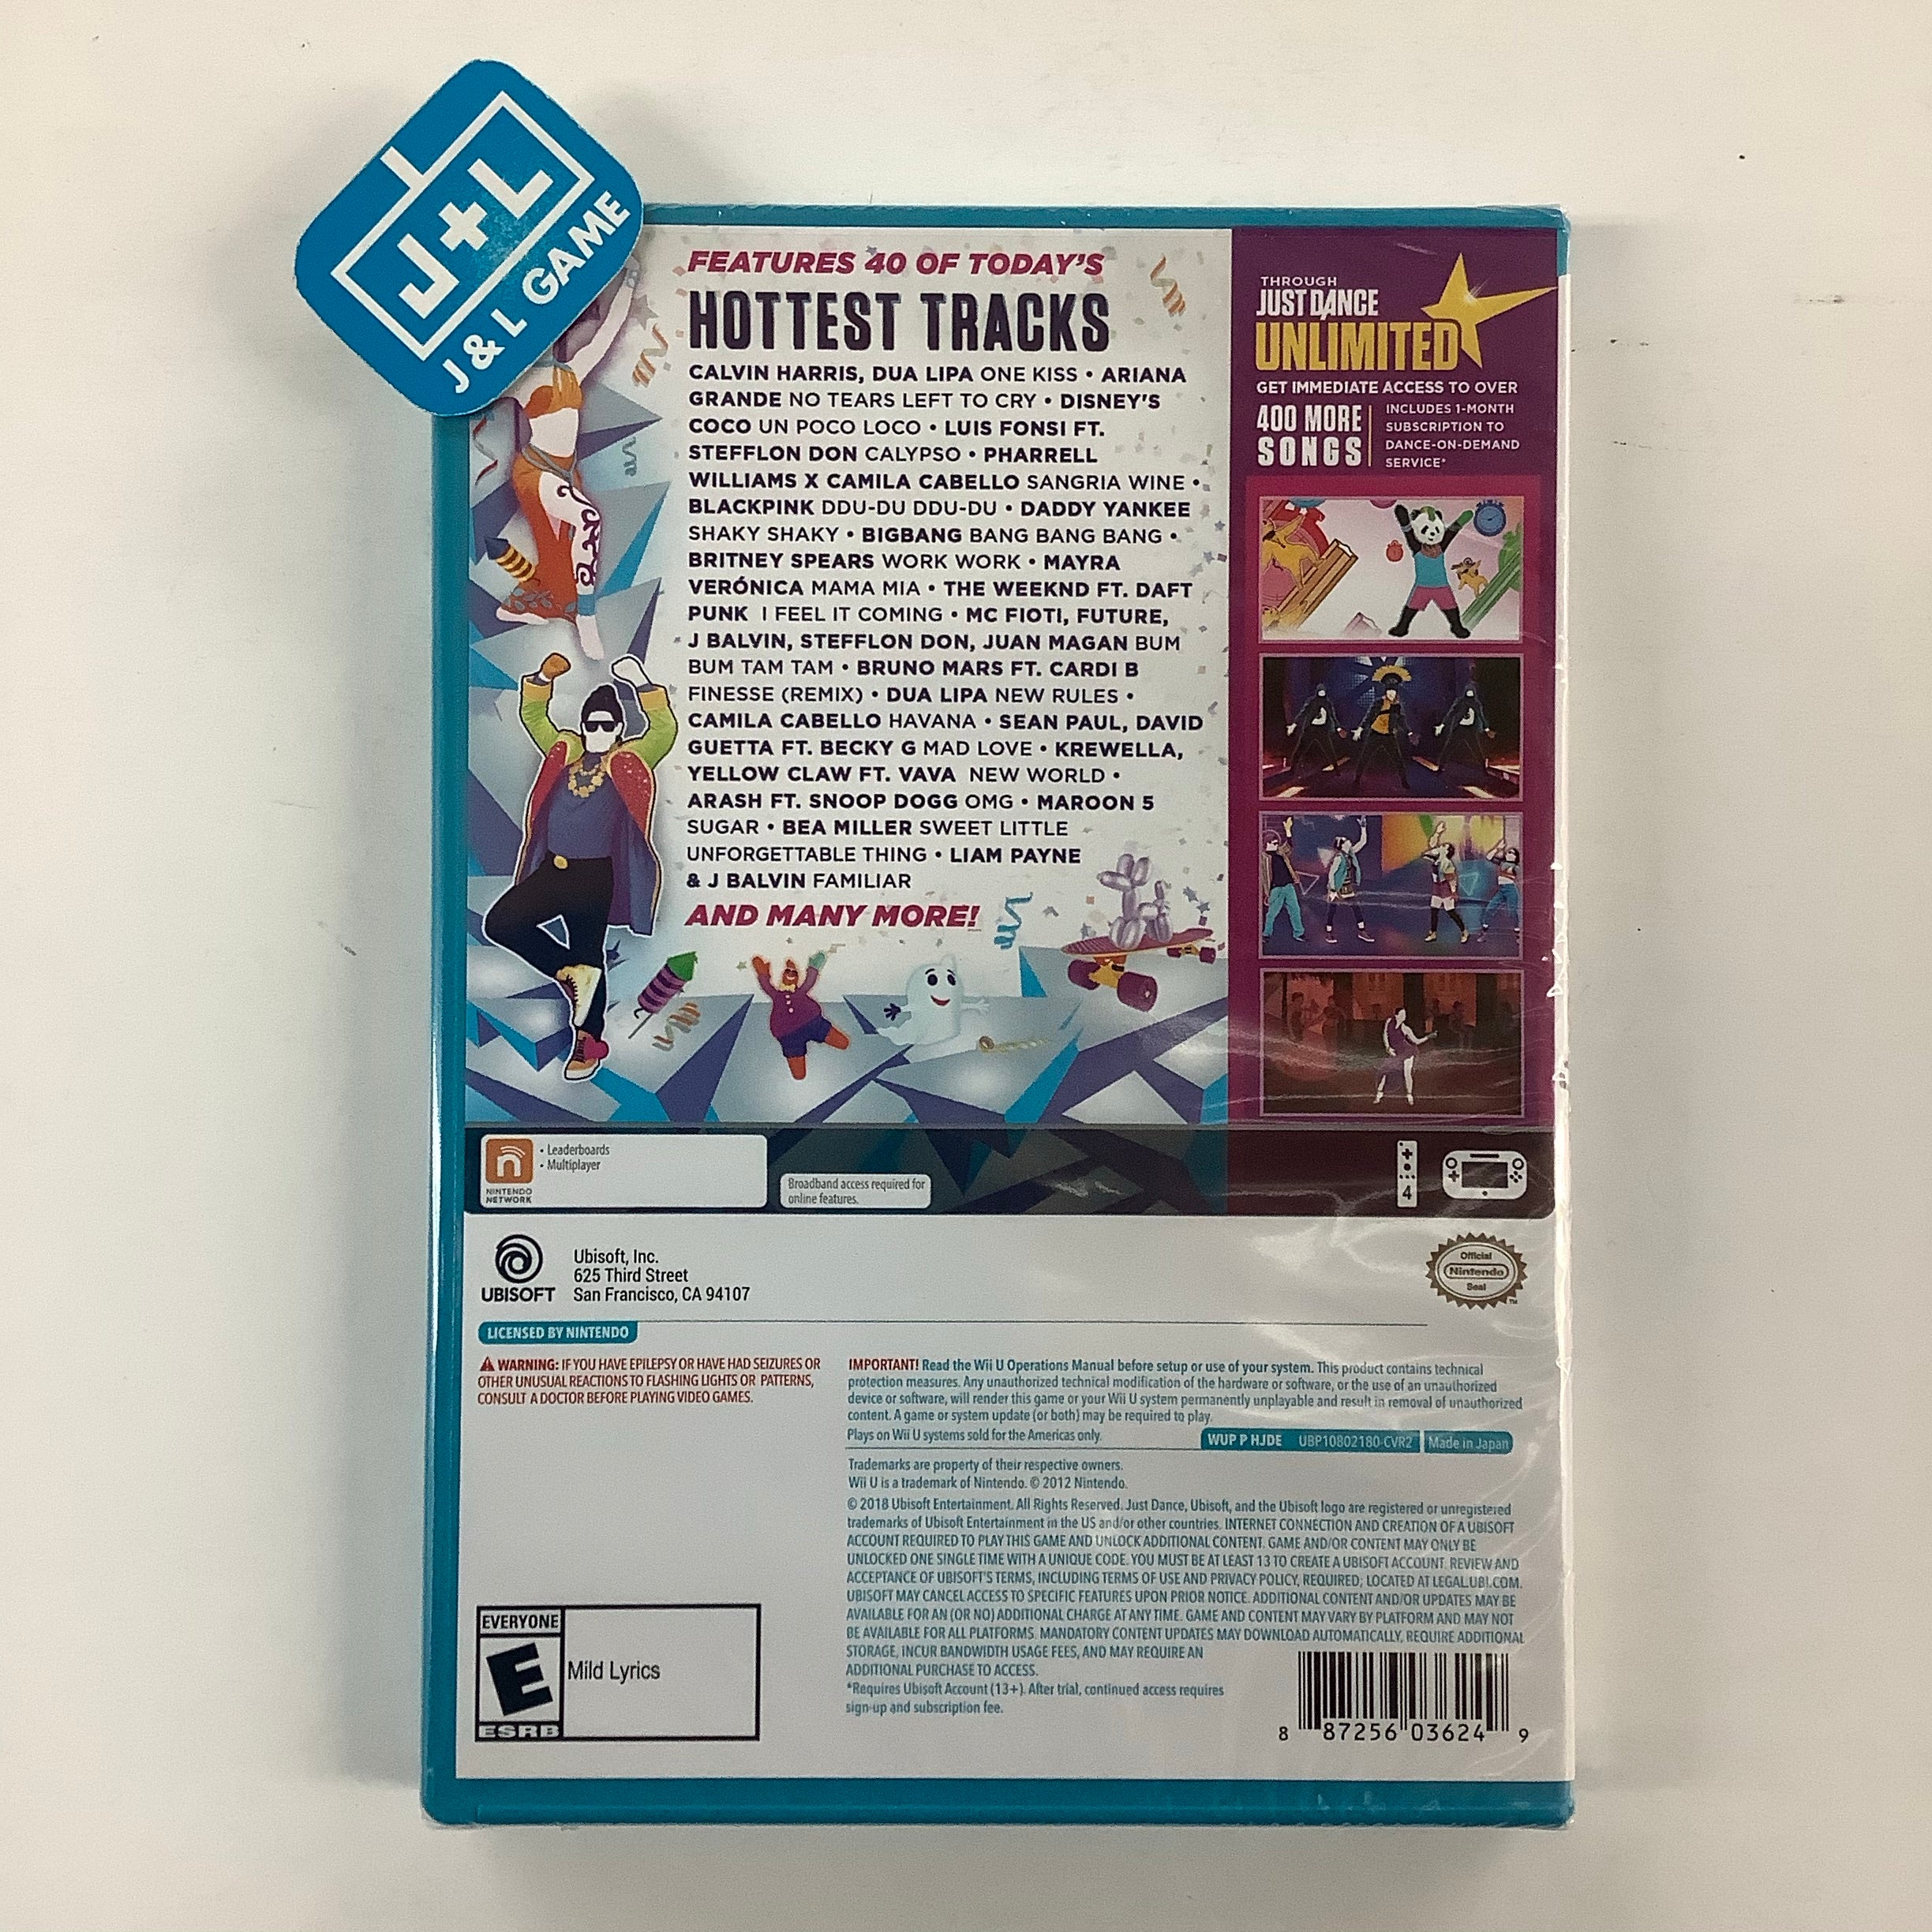 J+L
J & L GAME
FEATURES 40 OF TODAY'S
HOTTEST TRACKS
CALVIN HARRIS, DUA LIPA ONE KISS • ARIANA
GRANDE NO TEARS LEFT TO CRY • DISNEY'S
COCO UN POCO LOCO • LUIS FONSI FT.
STEFFLON DON CALYPSO • PHARRELL
WILLIAMS X CAMILA CABELLO SANGRIA WINE •
BLACKPINK DDU-DU DDU-DU • DADDY YANKEE
SHAKY SHAKY • BIGBANG BANG BANG BANG •
BRITNEY SPEARS WORK WORK • MAYRA
VERÓNICA MAMA MIA • THE WEEKND FT. DAFT
PUNK I FEEL IT COMING • MC FIOTI, FUTURE,
J BALVIN, STEFFLON DON, JUAN MAGAN BUM
BUM TAM TAM • BRUNO MARS FT. CARDI B
FINESSE (REMIX) • DUA LIPA NEW RULES •
CAMILA CABELLO HAVANA • SEAN PAUL, DAVID
GUETTA FT. BECKY G MAD LOVE • KREWELLA,
YELLOW CLAW FT. VAVA NEW WORLD •
ARASH FT. SNOOP DOGG OMG • MAROON 5
SUGAR • BEA MILLER SWEET LITTLE
UNFORGETTABLE THING • LIAM PAYNE
& J BALVIN FAMILIAR
AND MANY MORE!
THROUGH
JUST DANCE
UNLIMITED
GET IMMEDIATE ACCESS TO OVER
400 MORE
SONGS
INCLUDES 1-MONTH
SUBSCRIPTION TO
DANCE-ON-DEMAND
SERVICE*
NINTENDO
NETWORK
• Leaderboards
• Multiplayer
Broadband access required for
online features.
4
UBISOFT
Ubisoft, Inc.
625 Third Street
San Francisco, CA 94107
Official
Nintendo
Seal
TM
LICENSED BY NINTENDO
WARNING: IF YOU HAVE EPILEPSY OR HAVE HAD SEIZURES OR
OTHER UNUSUAL REACTIONS TO FLASHING LIGHTS OR PATTERNS,
CONSULT A DOCTOR BEFORE PLAYING VIDEO GAMES.
IMPORTANT! Read the Wii U Operations Manual before setup or use of your system. This product contains technical
protection measures. Any unauthorized technical modification of the hardware or software, or the use of an unauthorized
device or software, will render this game or your Wii U system permanently unplayable and result in removal of unauthorized
content. A game or system update (or both) may be required to play.
Plays on Wii U systems sold for the Americas only.
WUP P HJDE UBP10802180-CVR2 Made in Japan
Trademarks are property of their respective owners.
Wii U is a trademark of Nintendo. © 2012 Nintendo.
© 2018 Ubisoft Entertainment. All Rights Reserved. Just Dance, Ubisoft, and the Ubisoft logo are registered or unregistered
trademarks of Ubisoft Entertainment in the US and/or other countries. INTERNET CONNECTION AND CREATION OF A UBISOFT
ACCOUNT REQUIRED TO PLAY THIS GAME AND UNLOCK ADDITIONAL CONTENT. GAME AND/OR CONTENT MAY ONLY BE
UNLOCKED ONE SINGLE TIME WITH A UNIQUE CODE. YOU MUST BE AT LEAST 13 TO CREATE A UBISOFT ACCOUNT. REVIEW AND
ACCEPTANCE OF UBISOFT'S TERMS, INCLUDING TERMS OF USE AND PRIVACY POLICY, REQUIRED; LOCATED AT LEGAL.UBI.COM.
UBISOFT MAY CANCEL ACCESS TO SPECIFIC FEATURES UPON PRIOR NOTICE. ADDITIONAL CONTENT AND/OR UPDATES MAY BE
AVAILABLE FOR AN (OR NO) ADDITIONAL CHARGE AT ANY TIME. GAME AND CONTENT MAY VARY BY PLATFORM AND MAY NOT
BE AVAILABLE FOR ALL PLATFORMS. MANDATORY CONTENT UPDATES MAY DOWNLOAD AUTOMATICALLY, REQUIRE ADDITIONAL
STORAGE, INCUR BANDWIDTH USAGE FEES, AND MAY REQUIRE AN
ADDITIONAL PURCHASE TO ACCESS.
*Requires Ubisoft Account (13+). After trial, continued access requires
sign-up and subscription fee.
EVERYONE
E
ESRB
Mild Lyrics
8 87256 03624 9